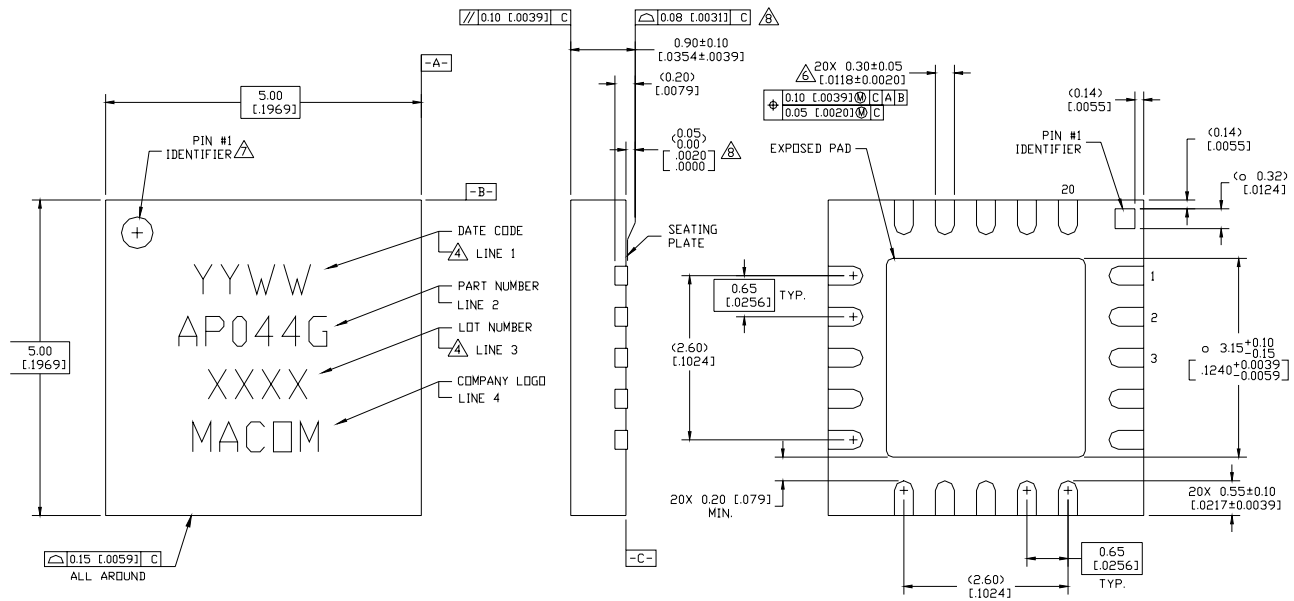 // 0.10 [.0039] C
⌓ 0.08 [.0031] C 8
0.90±0.10
[.0354±.0039]
(0.20)
[.0079]
0.05
(0.00)
[.0020
.0000] 8
-A-
5.00
[.1969]
PIN #1
IDENTIFIER 7
-B-
DATE CODE
4 LINE 1
PART NUMBER
LINE 2
LOT NUMBER
4 LINE 3
COMPANY LOGO
LINE 4
YYWW
AP044G
XXXX
MACOM
5.00
[.1969]
⌓ 0.15 [.0059] C
ALL AROUND
SEATING
PLATE
-C-
6 20X 0.30±0.05
[.0118±0.0020]
⌖ 0.10 [.0039]Ⓜ C A B
0.05 [.0020]Ⓜ C
EXPOSED PAD
PIN #1
IDENTIFIER
(0.14)
[.0055]
(0.14)
[.0055]
(□ 0.32)
[.0124]
20
1
2
3
0.65
[.0256]
TYP.
(2.60)
[.1024]
□ 3.15+0.10
-0.15
[.1240+0.0039
-0.0059]
20X 0.20 [.079]
MIN.
20X 0.55±0.10
[.0217±0.0039]
0.65
[.0256]
TYP.
(2.60)
[.1024]